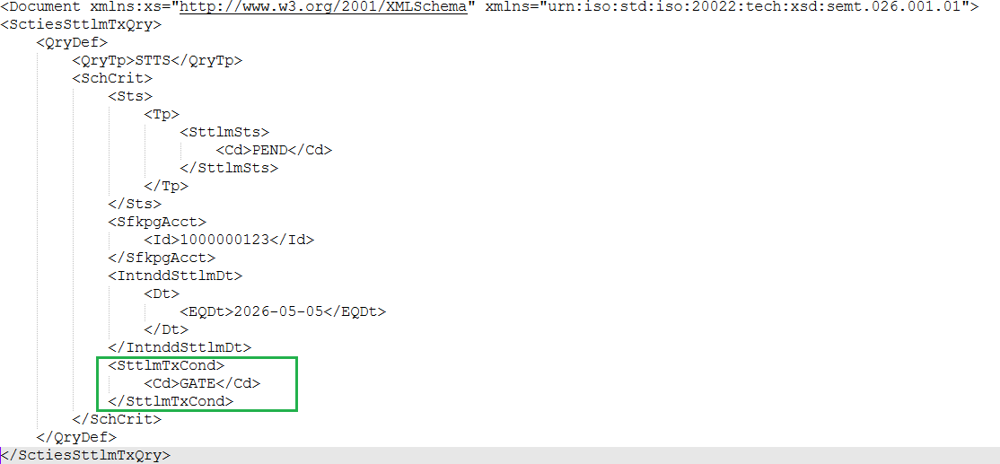 <Document xmlns:xs="http://www.w3.org/2001/XMLSchema" xmlns="urn:iso:std:iso:20022:tech:xsd:semt.026.001.01">
<SctiesSttlmTxQry>
<QryDef>
<QryTp>STTS</QryTp>
<SchCrit>
<Sts>
<Tp>
<SttlmSts>
<Cd>PEND</Cd>
</SttlmSts>
</Tp>
</Sts>
<SfkpgAcct>
<Id>1000000123</Id>
</SfkpgAcct>
<IntnddSttlmDt>
<Dt>
<EQDt>2026-05-05</EQDt>
</Dt>
</IntnddSttlmDt>
<SttlmTxCond>
<Cd>GATE</Cd>
</SttlmTxCond>
</SchCrit>
</QryDef>
</SctiesSttlmTxQry>